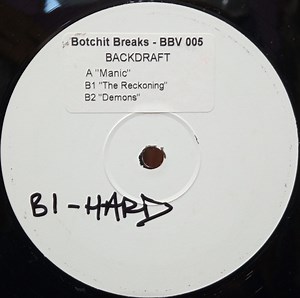 Botchit Breaks - BBV 005
BACKDRAFT
A "Manic"
B1 "The Reckoning"
B2 "Demons"
B1-HARD